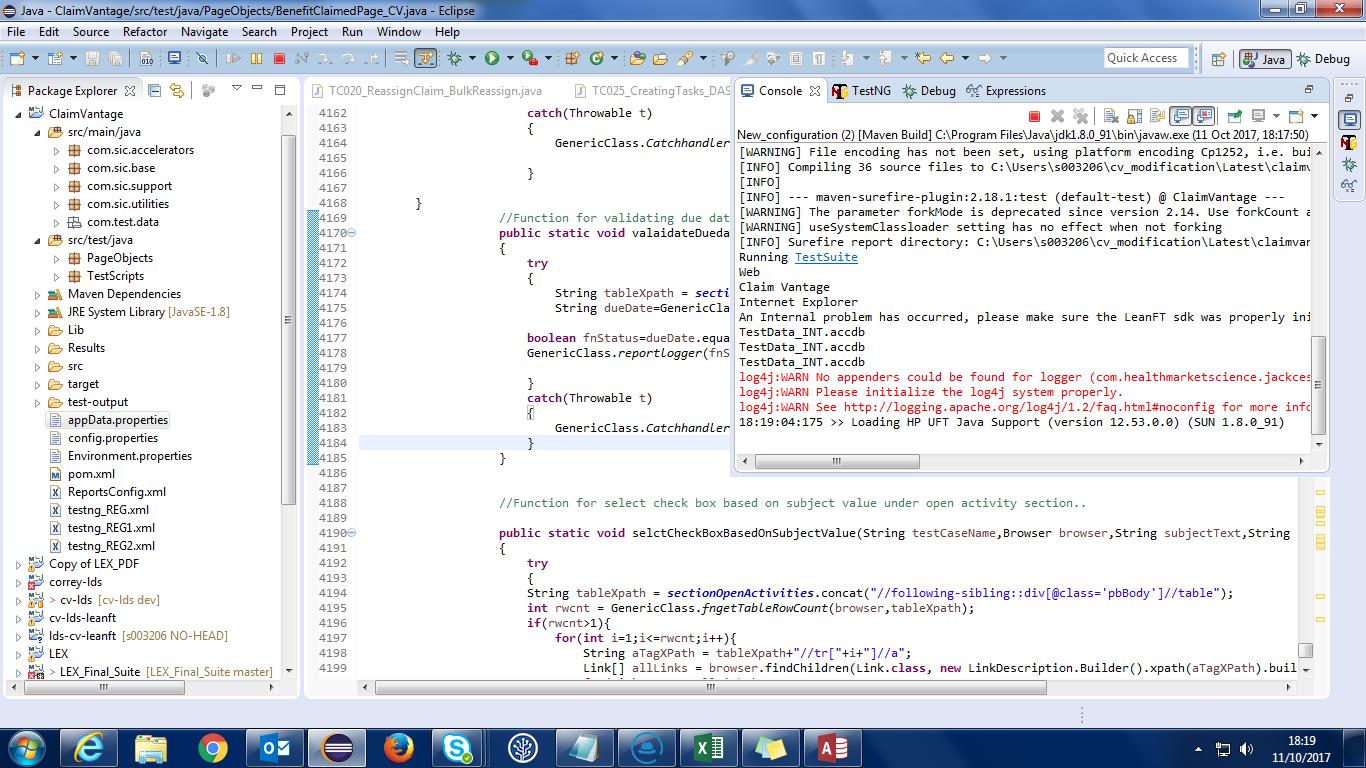 Java - ClaimVantage/src/test/java/PageObjects/BenefitClaimedPage_CV.java - Eclipse
File Edit Source Refactor Navigate Search Project Run Window Help
Quick Access
Java
Debug
Package Explorer
ClaimVantage
src/main/java
com.sic.accelerators
com.sic.base
com.sic.support
com.sic.utilities
com.test.data
src/test/java
PageObjects
TestScripts
Maven Dependencies
JRE System Library [JavaSE-1.8]
Lib
Results
src
target
test-output
appData.properties
config.properties
Environment.properties
pom.xml
ReportsConfig.xml
testng_REG.xml
testng_REG1.xml
testng_REG2.xml
Copy of LEX_PDF
correy-lds
> cv-lds [cv-lds dev]
cv-lds-leanft
lds-cv-leanft [s003206 NO-HEAD]
LEX
> LEX_Final_Suite [LEX_Final_Suite master]
TC020_ReassignClaim_BulkReassign.java
TC025_CreatingTasks_DAS
4162 catch(Throwable t)
4163 {
4164 GenericClass.Catchhandler
4165
4166 }
4167
4168 }
4169 //Function for validating due dat
4170 public static void valaidateDueda
4171 {
4172 try
4173 {
4174 String tableXpath = secti
4175 String dueDate=GenericCla
4176
4177 boolean fnStatus=dueDate.equa
4178 GenericClass.reportlogger(fnS
4179
4180 }
4181 catch(Throwable t)
4182 {
4183 GenericClass.Catchhandler
4184 }
4185 }
4186
4187
4188 //Function for select check box based on subject value under open activity section..
4189
4190 public static void selctCheckBoxBasedOnSubjectValue(String testCaseName,Browser browser,String subjectText,String
4191 {
4192 try
4193 {
4194 String tableXpath = sectionOpenActivities.concat("//following-sibling::div[@class='pbBody']//table");
4195 int rwcnt = GenericClass.fngetTableRowCount(browser,tableXpath);
4196 if(rwcnt>1){
4197 for(int i=1;i<=rwcnt;i++){
4198 String aTagXPath = tableXpath+"//tr["+i+"]//a";
4199 Link[] allLinks = browser.findChildren(Link.class, new LinkDescription.Builder().xpath(aTagXPath).buil
Console TestNG Debug Expressions
New_configuration (2) [Maven Build] C:\Program Files\Java\jdk1.8.0_91\bin\javaw.exe (11 Oct 2017, 18:17:50)
[WARNING] File encoding has not been set, using platform encoding Cp1252, i.e. bui
[INFO] Compiling 36 source files to C:\Users\s003206\cv_modification\Latest\claimv
[INFO]
[INFO] --- maven-surefire-plugin:2.18.1:test (default-test) @ ClaimVantage ---
[WARNING] The parameter forkMode is deprecated since version 2.14. Use forkCount a
[WARNING] useSystemClassloader setting has no effect when not forking
[INFO] Surefire report directory: C:\Users\s003206\cv_modification\Latest\claimvan
Running TestSuite
Web
Claim Vantage
Internet Explorer
An Internal problem has occurred, please make sure the LeanFT sdk was properly ini
TestData_INT.accdb
TestData_INT.accdb
TestData_INT.accdb
log4j:WARN No appenders could be found for logger (com.healthmarketscience.jackces
log4j:WARN Please initialize the log4j system properly.
log4j:WARN See http://logging.apache.org/log4j/1.2/faq.html#noconfig for more info
18:19:04:175 >> Loading HP UFT Java Support (version 12.53.0.0) (SUN 1.8.0_91)
18:19
11/10/2017